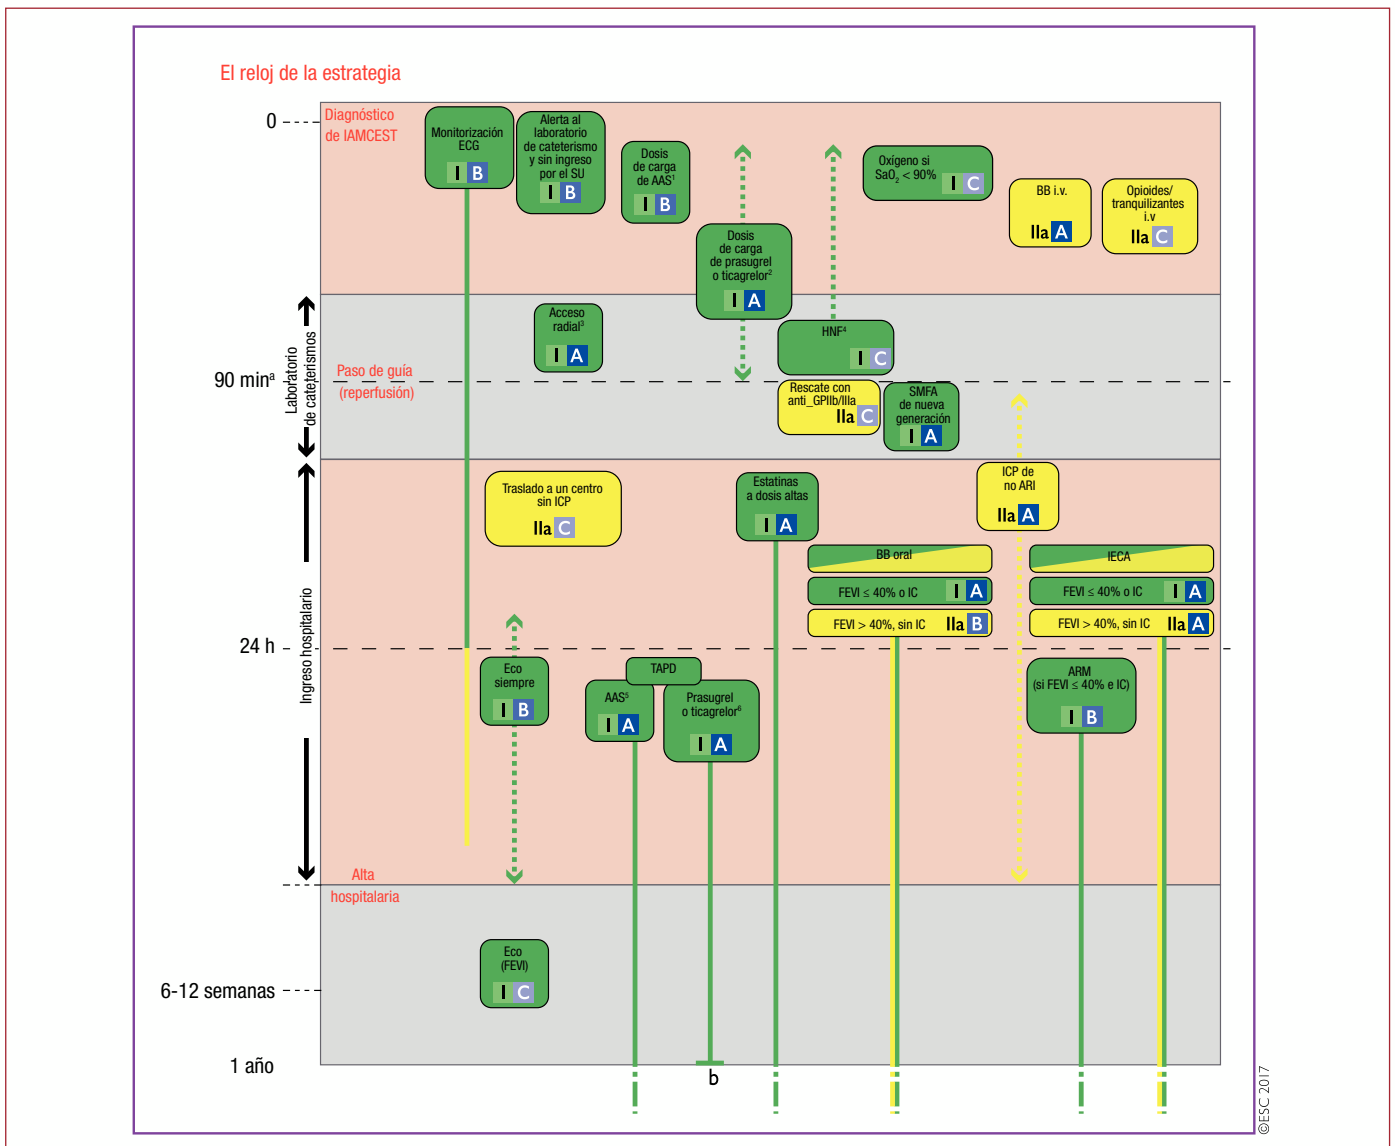 El reloj de la estrategia
0
Diagnóstico
de IAMCEST
Monitorización
ECG
I B
Alerta al
laboratorio
de cateterismo
y sin ingreso
por el SU
I B
Dosis
de carga
de AAS1
I B
Dosis
de carga
de prasugrel
o ticagrelor2
I A
Oxígeno si
SaO2 < 90%
I C
BB i.v.
IIa A
Opioides/
tranquilizantes
i.v
IIa C
Laboratorio
de cateterismos
90 mina
Paso de guía
(reperfusión)
Acceso
radial3
I A
HNF4
I C
Rescate con
anti_GPIIb/IIIa
IIa C
SMFA
de nueva
generación
I A
Ingreso hospitalario
Traslado a un centro
sin ICP
IIa C
Estatinas
a dosis altas
I A
ICP de
no ARI
IIa A
BB oral
FEVI ≤ 40% o IC I A
FEVI > 40%, sin IC IIa B
IECA
FEVI ≤ 40% o IC I A
FEVI > 40%, sin IC IIa A
24 h
Eco
siempre
I B
TAPD
AAS5
I A
Prasugrel
o ticagrelor6
I A
ARM
(si FEVI ≤ 40% e IC)
I B
Alta
hospitalaria
Eco
(FEVI)
I C
6-12 semanas
1 año
b
©ESC 2017